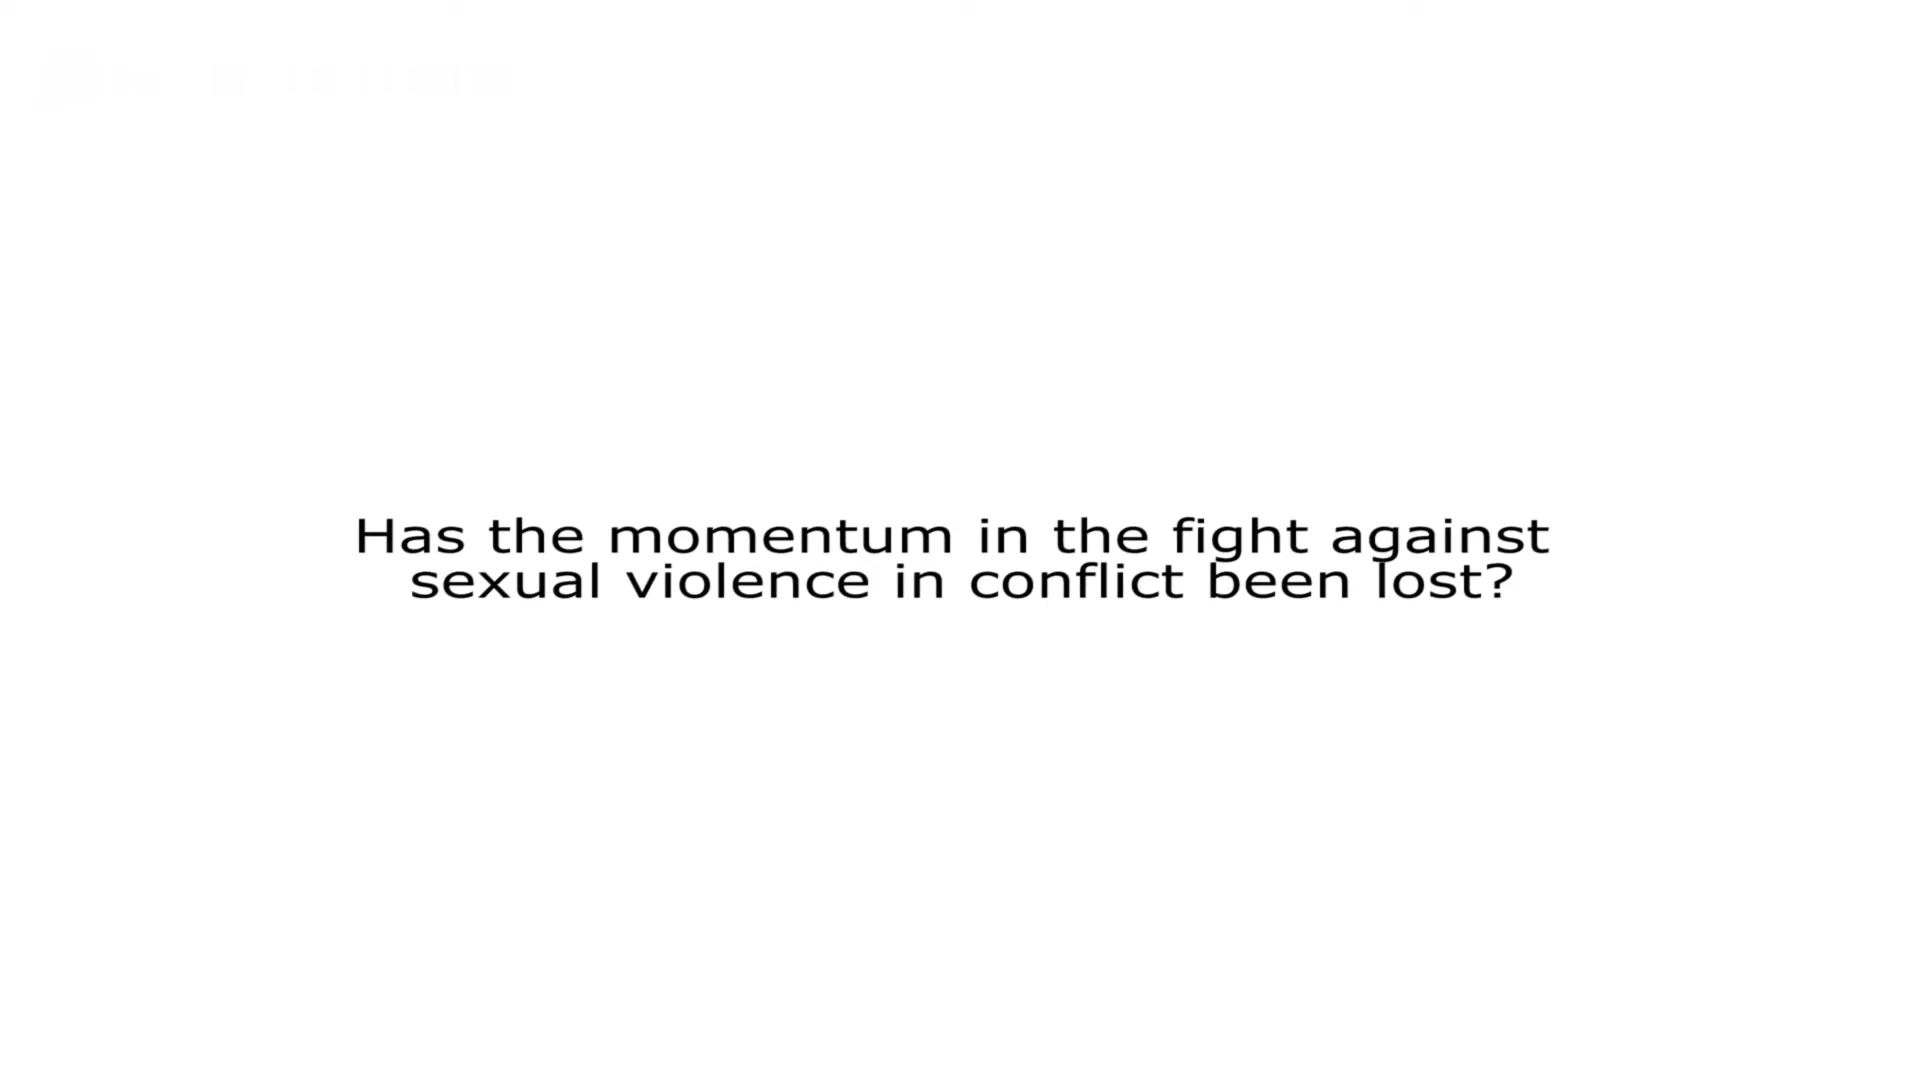 Has the momentum in the fight against
sexual violence in conflict been lost?